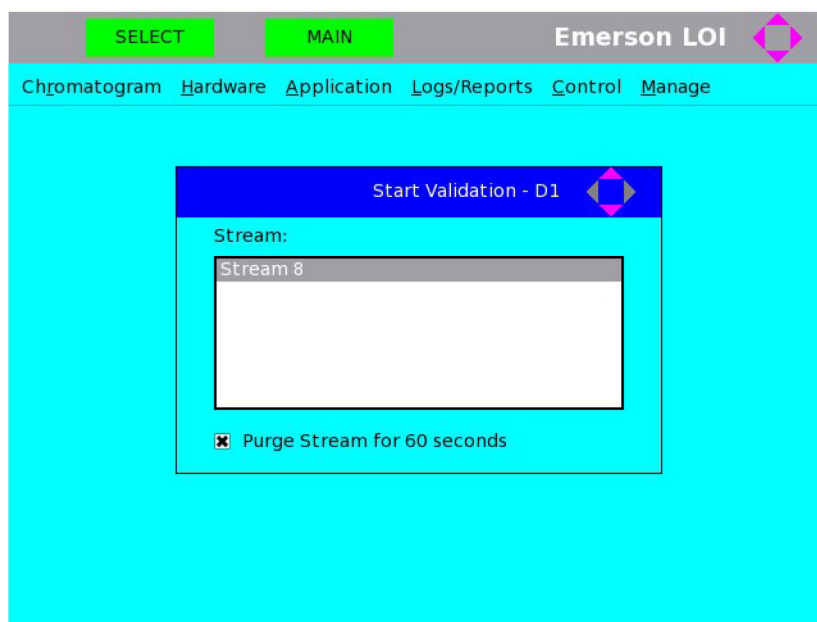 SELECT MAIN Emerson LOI
Chromatogram Hardware Application Logs/Reports Control Manage
Start Validation - D1
Stream:
Stream 8
Purge Stream for 60 seconds